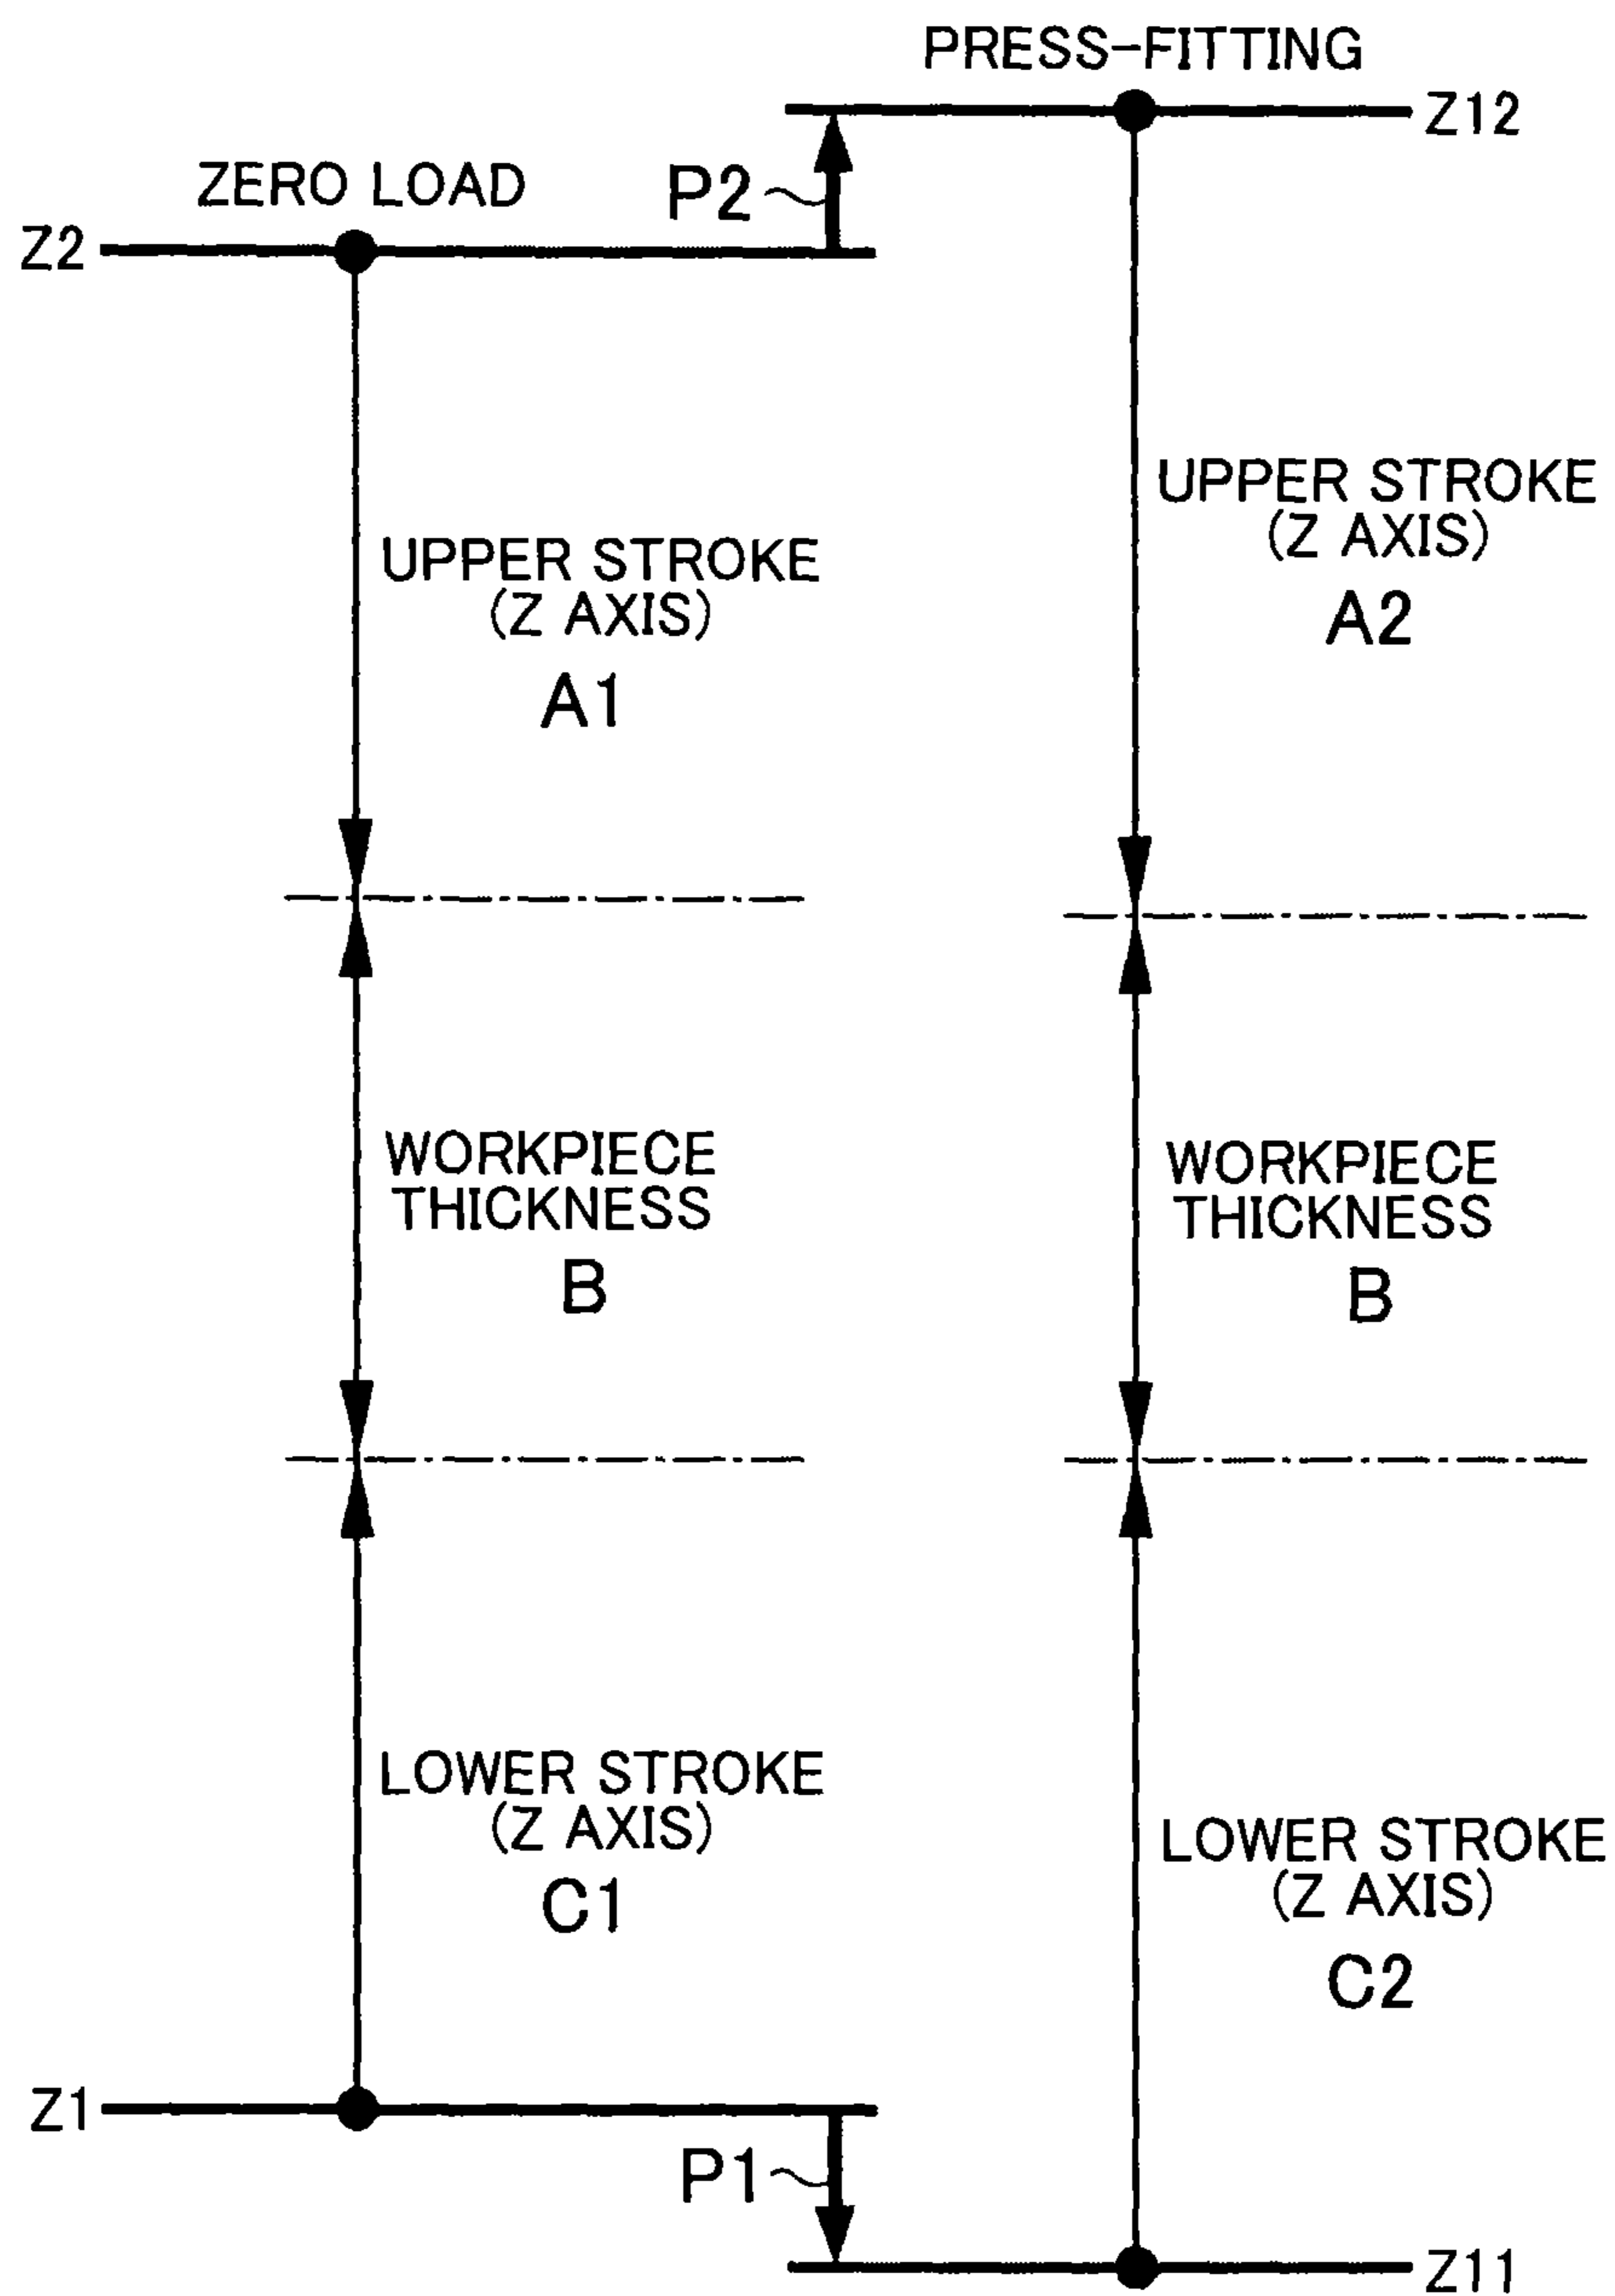 PRESS-FITTING
Z12
ZERO LOAD
P2
Z2
UPPER STROKE
(Z AXIS)
A1
UPPER STROKE
(Z AXIS)
A2
WORKPIECE
THICKNESS
B
WORKPIECE
THICKNESS
B
LOWER STROKE
(Z AXIS)
C1
LOWER STROKE
(Z AXIS)
C2
Z1
P1
Z11